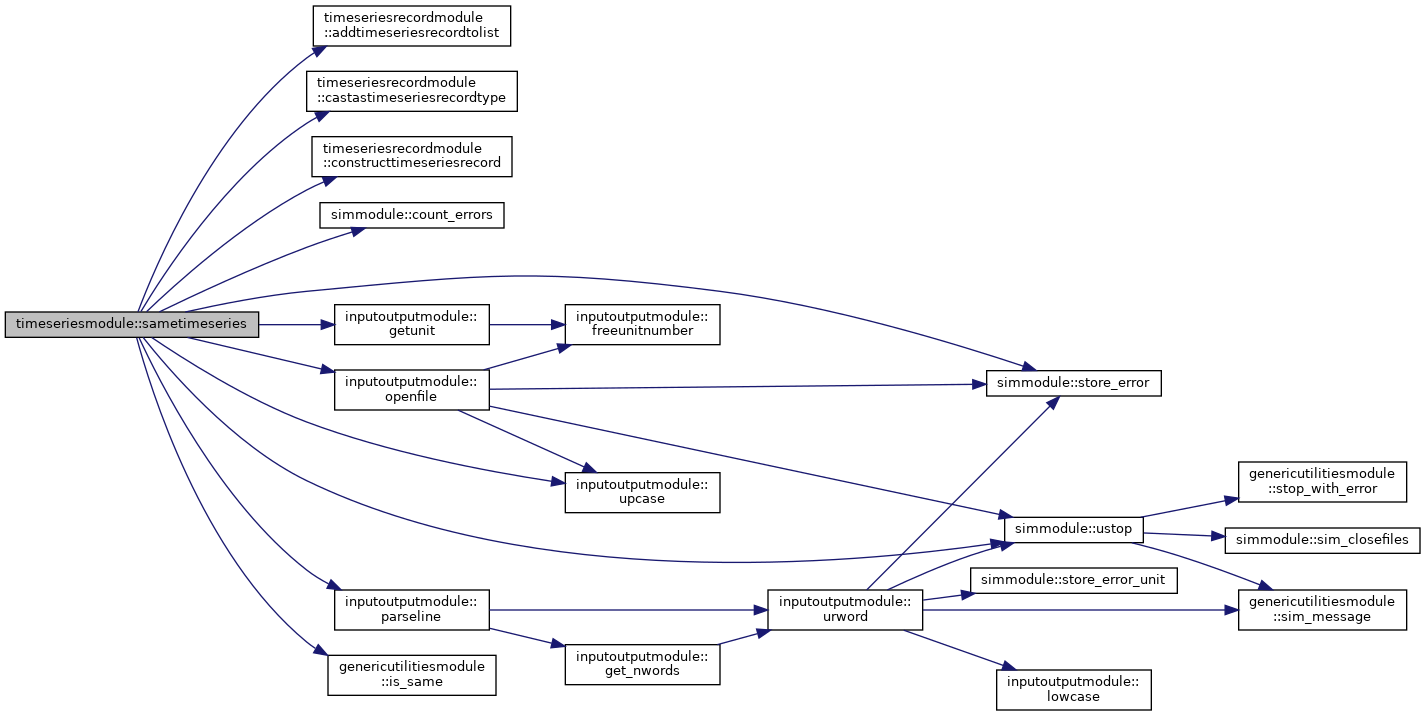 timeseriesmodule::sametimeseries
timeseriesrecordmodule
::addtimeseriesrecordtolist
timeseriesrecordmodule
::castastimeseriesrecordtype
timeseriesrecordmodule
::constructtimeseriesrecord
simmodule::count_errors
inputoutputmodule::
getunit
inputoutputmodule::
openfile
inputoutputmodule::
parseline
genericutilitiesmodule
::is_same
inputoutputmodule::
freeunitnumber
inputoutputmodule::
upcase
inputoutputmodule::
get_nwords
inputoutputmodule::
urword
simmodule::store_error
simmodule::ustop
simmodule::store_error_unit
inputoutputmodule::
lowcase
genericutilitiesmodule
::stop_with_error
simmodule::sim_closefiles
genericutilitiesmodule
::sim_message